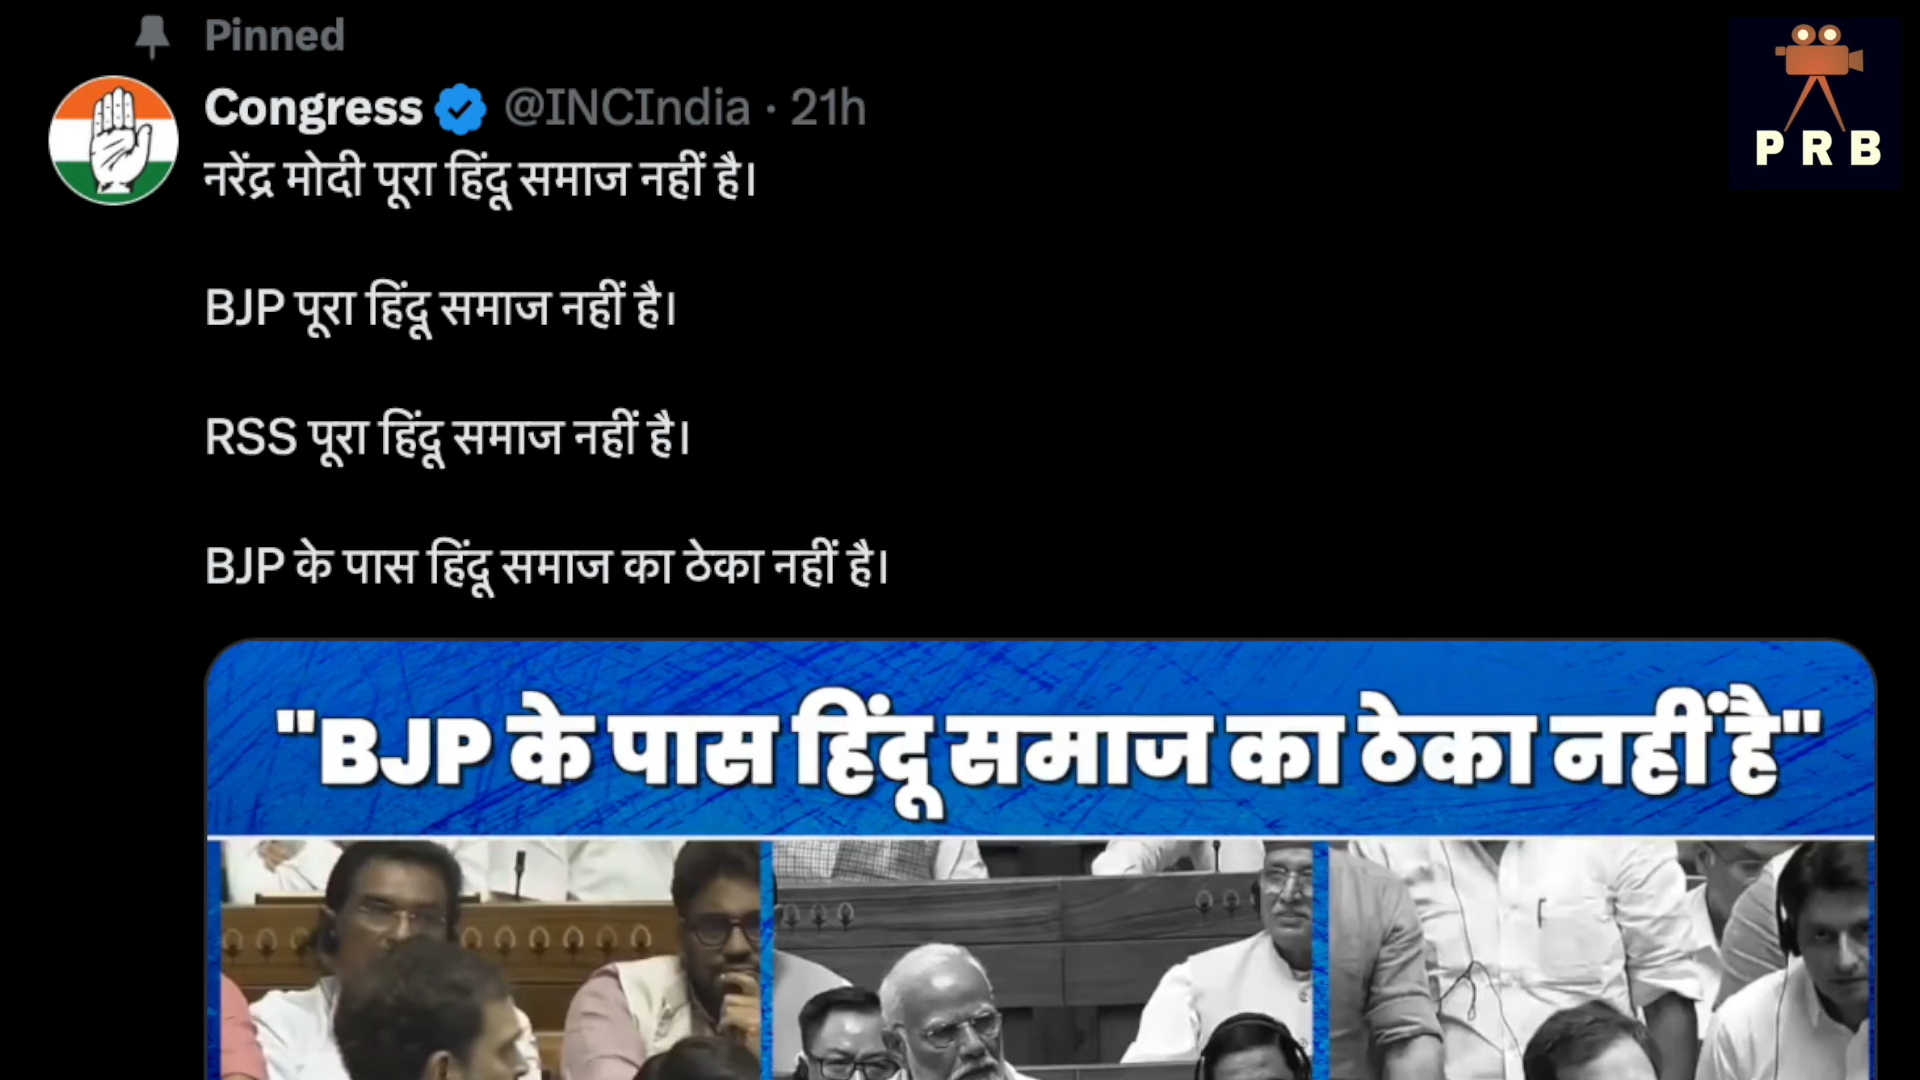 Pinned
Congress @INCIndia · 21h
नरेंद्र मोदी पूरा हिंदू समाज नहीं है।
BJP पूरा हिंदू समाज नहीं है।
RSS पूरा हिंदू समाज नहीं है।
BJP के पास हिंदू समाज का ठेका नहीं है।
"BJP के पास हिंदू समाज का ठेका नहीं है"
PRB